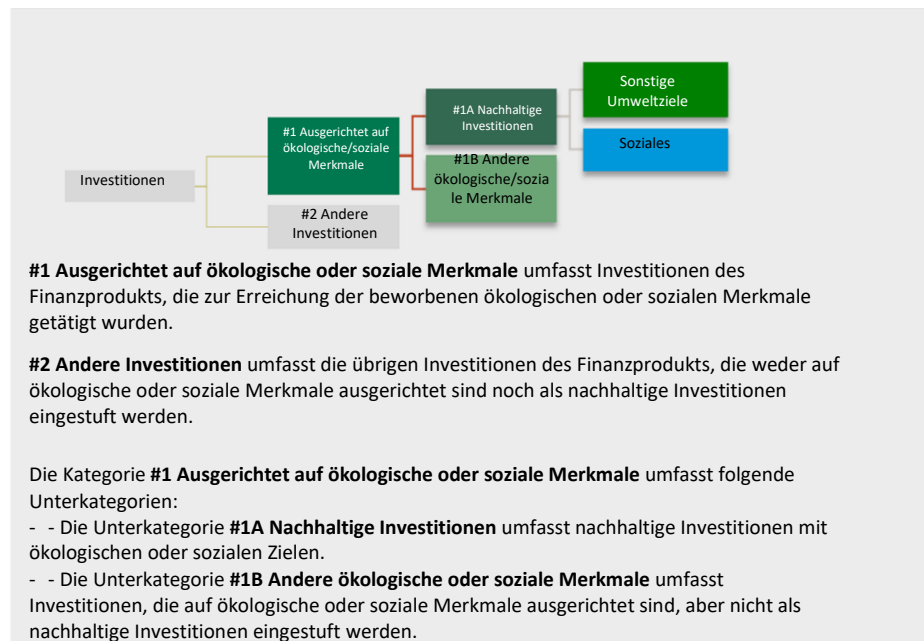 Sonstige
Umweltziele
#1A Nachhaltige
Investitionen
#1 Ausgerichtet auf
ökologische/soziale
Merkmale
Soziales
#1B Andere
ökologische/sozia
le Merkmale
Investitionen
#2 Andere
Investitionen
#1 Ausgerichtet auf ökologische oder soziale Merkmale umfasst Investitionen des
Finanzprodukts, die zur Erreichung der beworbenen ökologischen oder sozialen Merkmale
getätigt wurden.
#2 Andere Investitionen umfasst die übrigen Investitionen des Finanzprodukts, die weder auf
ökologische oder soziale Merkmale ausgerichtet sind noch als nachhaltige Investitionen
eingestuft werden.
Die Kategorie #1 Ausgerichtet auf ökologische oder soziale Merkmale umfasst folgende
Unterkategorien:
- - Die Unterkategorie #1A Nachhaltige Investitionen umfasst nachhaltige Investitionen mit
ökologischen oder sozialen Zielen.
- - Die Unterkategorie #1B Andere ökologische oder soziale Merkmale umfasst
Investitionen, die auf ökologische oder soziale Merkmale ausgerichtet sind, aber nicht als
nachhaltige Investitionen eingestuft werden.